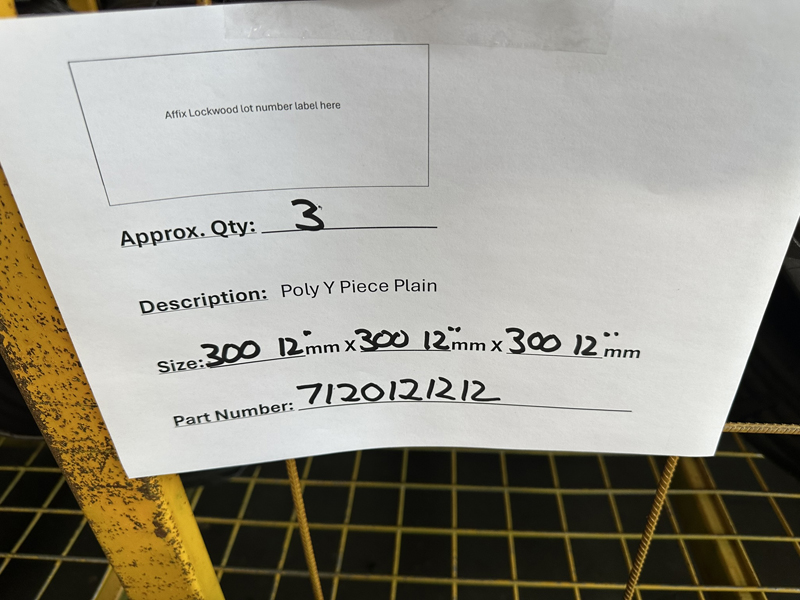 Affix Lockwood lot number label here
Approx. Qty: 3
Description: Poly Y Piece Plain
Size: 300 12" mm x 300 12" mm x 300 12" mm
Part Number: 7120121212